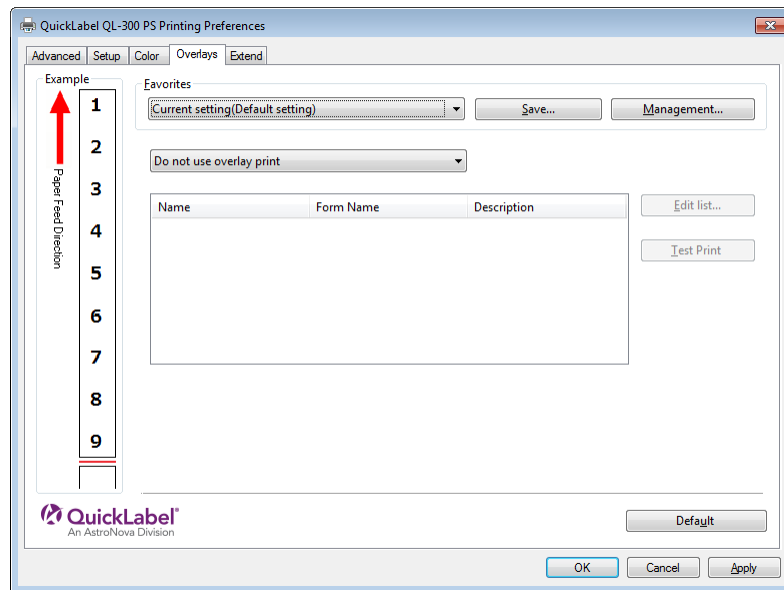 QuickLabel QL-300 PS Printing Preferences
Advanced Setup Color Overlays Extend
Example
Paper Feed Direction
1
2
3
4
5
6
7
8
9
Favorites
Current setting(Default setting) Save... Management...
Do not use overlay print
Name Form Name Description
Edit list...
Test Print
QuickLabel®
An AstroNova Division
Default
OK Cancel Apply